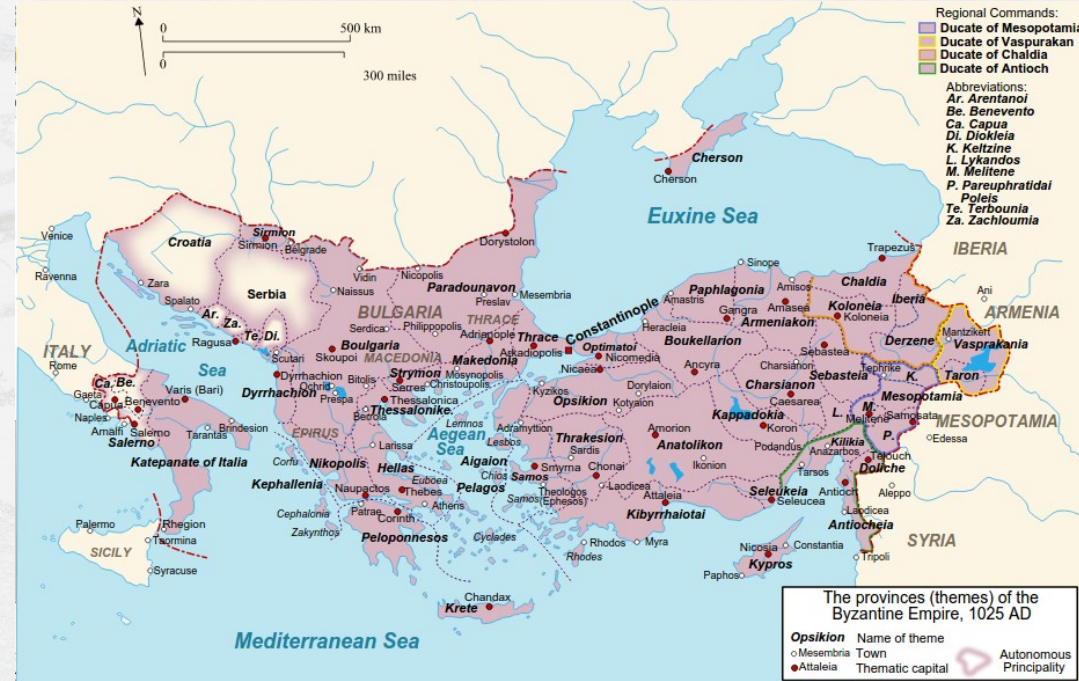 N
0
500 km
0
300 miles
Regional Commands:
Ducate of Mesopotamia
Ducate of Vaspurakan
Ducate of Chaldia
Ducate of Antioch
Abbreviations:
Ar. Arentanoi
Be. Benevento
Ca. Capua
Di. Diokleia
K. Keltzine
L. Lykandos
M. Melitene
P. Pareuphratidai
Poleis
Te. Terbounia
Za. Zachloumia
Cherson
Cherson
Euxine Sea
IBERIA
ARMENIA
MESOPOTAMIA
SYRIA
Venice
Ravenna
Croatia
Sirmion
Sirmion
Belgrade
Zara
Spalato
Serbia
Ar.
Za.
Te.
Di.
Ragusa
Vidin
Nicopolis
Naissus
Dorystolon
Paradounavon
Preslav
Mesembria
BULGARIA
THRACE
Serdica
Philippopolis
Adrianople
Thrace
Arkadiopolis
Constantinople
Boulgaria
Skoupoi
MACEDONIA
Makedonia
Strymon
Mosynopolis
Serres
Christoupolis
Scutari
Dyrrhachion
Ochrid
Bitolis
Prespa
Dyrrhachion
Thessalonica
Thessalonike.
Berroia
EPIRUS
Larissa
Corfu
Nikopolis
Hellas
Kephallenia
Naupactos
Euboea
Thebes
Cephalonia
Patrae
Athens
Corinth
Zakynthos
Peloponnesos
Adriatic
Sea
ITALY
Rome
Ca.
Be.
Gaeta
Capua
Benevento
Naples
Amalfi
Salerno
Salerno
Varis (Bari)
Brindesion
Tarantas
Katepanate of Italia
Palermo
Rhegion
Taormina
SICILY
Syracuse
Aegean
Sea
Lemnos
Lesbos
Aigaion
Pelagos
Chios
Samos
Samos
Cyclades
Chandax
Krete
Mediterranean Sea
Kyzikos
Adramyttion
Opsikion
Optimatoi
Nicomedia
Nicaea
Dorylaion
Kotyaion
Thrakesion
Sardis
Smyrna
Chonai
Theologos
(Ephesos)
Laodicea
Rhodos
Rhodes
Myra
Attaleia
Kibyrrhaiotai
Amorion
Anatolikon
Ikonion
Heracleia
Amastris
Boukellarion
Ancyra
Sinope
Paphlagonia
Gangra
Amisos
Amasea
Armeniakon
Trapezus
Chaldia
Koloneia
Koloneia
Iberia
Derzene
Ani
Mantzikert
Vasprakania
Taron
Sebastea
Sebasteia
Tephrike
K.
Charsianon
Charsianon
Caesarea
Kappadokia
Koron
Podandus
L.
M.
Melitene
Mesopotamia
Samosata
P.
Edessa
Kilikia
Anazarbos
Telouch
Doliche
Tarsos
Seleukeia
Seleucea
Antioch
Aleppo
Laodicea
Antiocheia
Tripoli
Nicosia
Constantia
Paphos
Kypros
The provinces (themes) of the
Byzantine Empire, 1025 AD
Opsikion Name of theme
Mesembria Town
Attaleia Thematic capital
Autonomous
Principality